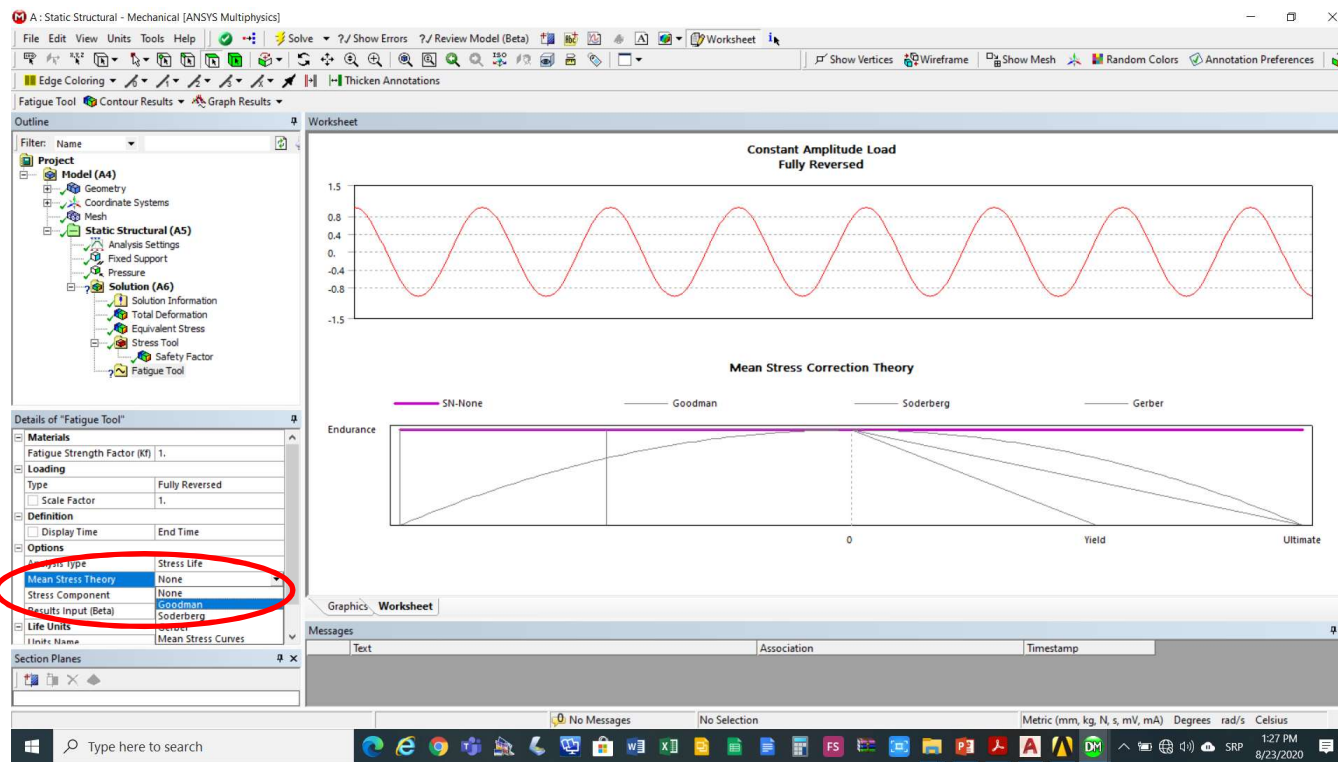 A : Static Structural - Mechanical [ANSYS Multiphysics]
File Edit View Units Tools Help Solve ?./ Show Errors ?./ Review Model (Beta) A Worksheet
Show Vertices Wireframe Show Mesh Random Colors Annotation Preferences
Edge Coloring Thicken Annotations
Fatigue Tool Contour Results Graph Results
Outline
Filter: Name
Project
Model (A4)
Geometry
Coordinate Systems
Mesh
Static Structural (A5)
Analysis Settings
Fixed Support
Pressure
Solution (A6)
Solution Information
Total Deformation
Equivalent Stress
Stress Tool
Safety Factor
Fatigue Tool
Details of "Fatigue Tool"
Materials
Fatigue Strength Factor (Kf) 1.
Loading
Type Fully Reversed
Scale Factor 1.
Definition
Display Time End Time
Options
Analysis Type Stress Life
Mean Stress Theory None
Stress Component None
Results Input (Beta) Goodman
Soderberg
Life Units Gerber
Units Name Mean Stress Curves
Section Planes
Worksheet
Constant Amplitude Load
Fully Reversed
1.5
0.8
0.4
0.
-0.4
-0.8
-1.5
Mean Stress Correction Theory
SN-None Goodman Soderberg Gerber
Endurance
0 Yield Ultimate
Graphics Worksheet
Messages
Text Association Timestamp
0 No Messages No Selection Metric (mm, kg, N, s, mV, mA) Degrees rad/s Celsius
Type here to search
SRP
1:27 PM
8/23/2020